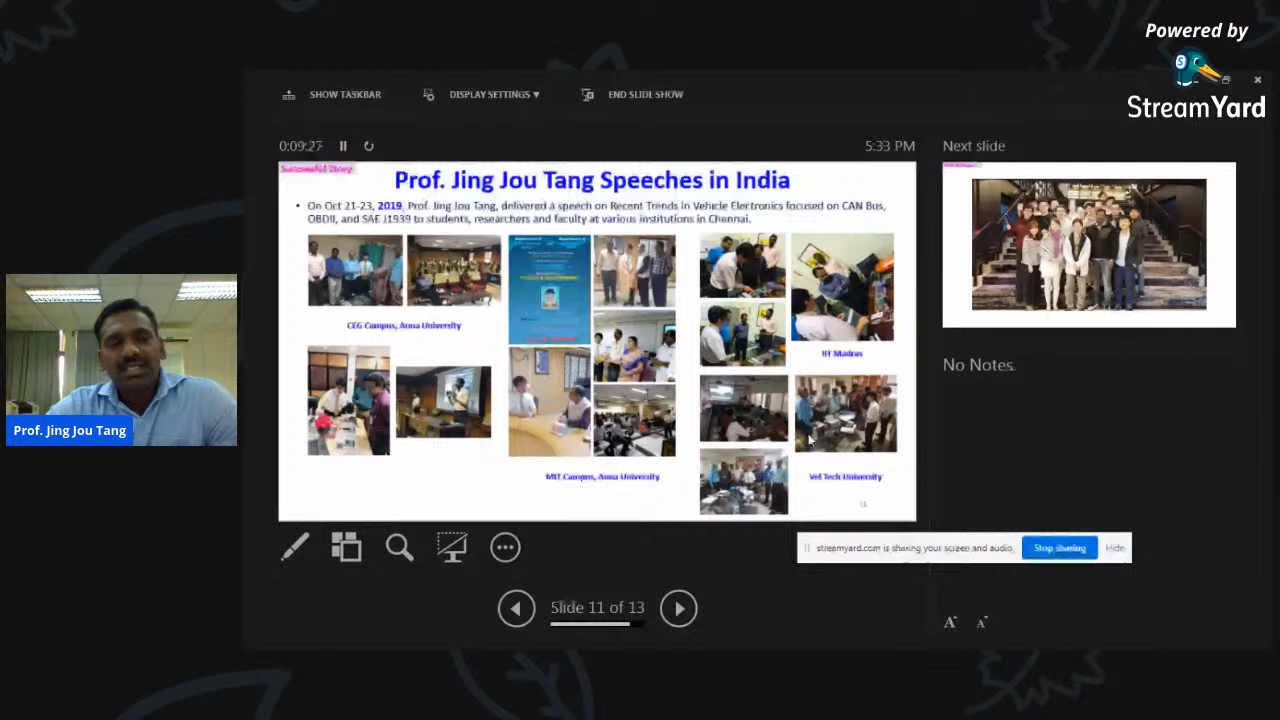 Powered by
StreamYard
SHOW TASKBAR
DISPLAY SETTINGS ▾
END SLIDE SHOW
0:09:27
5:33 PM
Next slide
Successful Story
Prof. Jing Jou Tang Speeches in India
• On Oct 21-23, 2019, Prof. Jing Jou Tang, delivered a speech on Recent Trends in Vehicle Electronics focused on CAN Bus,
OBDII, and SAE J1939 to students, researchers and faculty at various institutions in Chennai.
CEG Campus, Anna University
IIT Madras
MIT Campus, Anna University
Vel Tech University
No Notes.
Prof. Jing Jou Tang
streamyard.com is sharing your screen and audio.
Stop sharing
Hide
Slide 11 of 13
A A